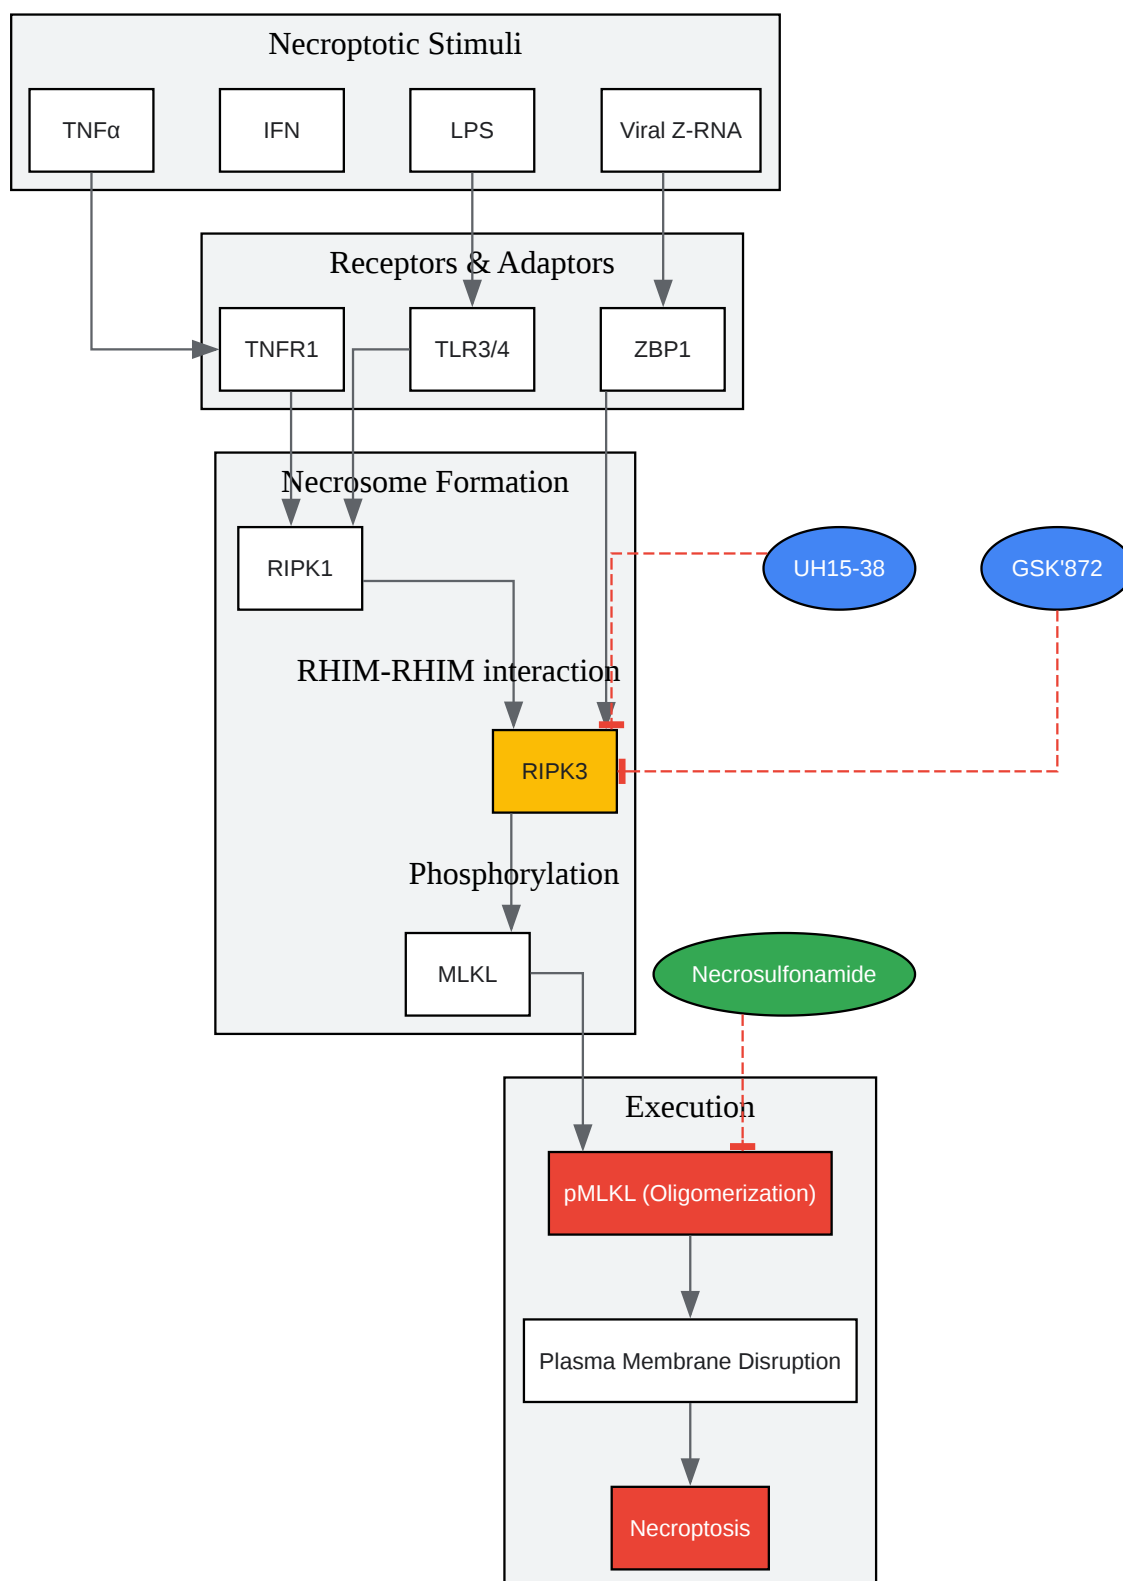 Necroptotic Stimuli
TNFα
IFN
LPS
Viral Z-RNA
Receptors & Adaptors
TNFR1
TLR3/4
ZBP1
Necrosome Formation
RIPK1
UH15-38
GSK'872
RHIM-RHIM interaction
RIPK3
Phosphorylation
MLKL
Necrosulfonamide
Execution
pMLKL (Oligomerization)
Plasma Membrane Disruption
Necroptosis